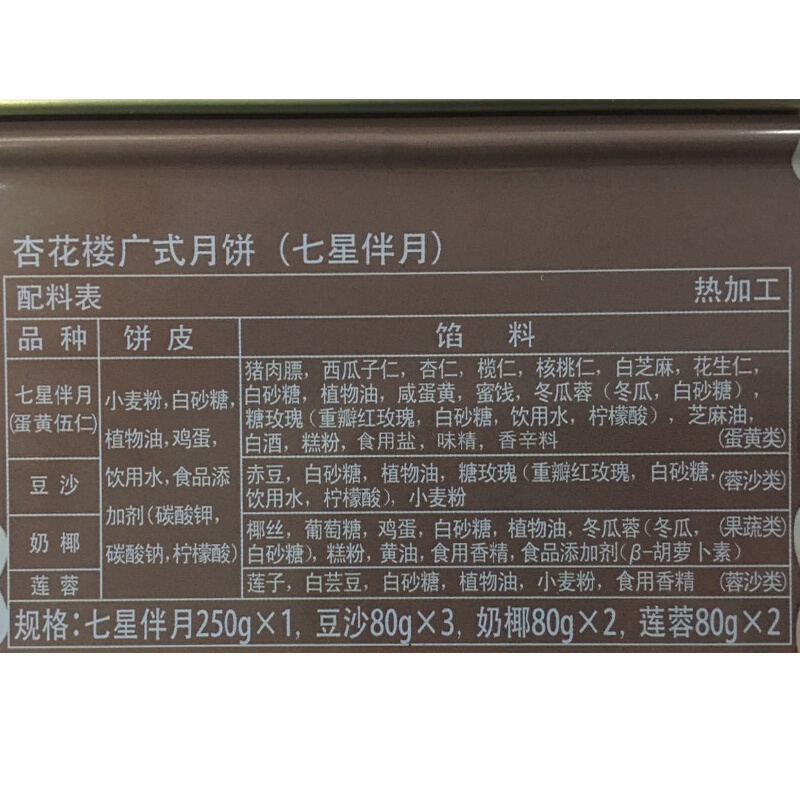 杏花楼广式月饼（七星伴月）
配料表 热加工
品种 饼皮 馅料
七星伴月
(蛋黄伍仁)
小麦粉,白砂糖,
植物油,鸡蛋,
饮用水,食品添
加剂(碳酸钾,
碳酸钠,柠檬酸)
猪肉膘，西瓜子仁，杏仁，榄仁，核桃仁，白芝麻，花生仁，
白砂糖，植物油，咸蛋黄，蜜饯，冬瓜蓉（冬瓜，白砂糖），
糖玫瑰（重瓣红玫瑰，白砂糖，饮用水，柠檬酸），芝麻油，
白酒，糕粉，食用盐，味精，香辛料 (蛋黄类)
豆沙
赤豆，白砂糖，植物油，糖玫瑰（重瓣红玫瑰，白砂糖，
饮用水，柠檬酸），小麦粉
(蓉沙类)
奶椰
椰丝，葡萄糖，鸡蛋，白砂糖，植物油，冬瓜蓉（冬瓜， (果蔬类)
白砂糖），糕粉，黄油，食用香精，食品添加剂（β-胡萝卜素）
莲蓉
莲子，白芸豆，白砂糖，植物油，小麦粉，食用香精 (蓉沙类)
规格:七星伴月250g×1, 豆沙80g×3, 奶椰80g×2, 莲蓉80g×2